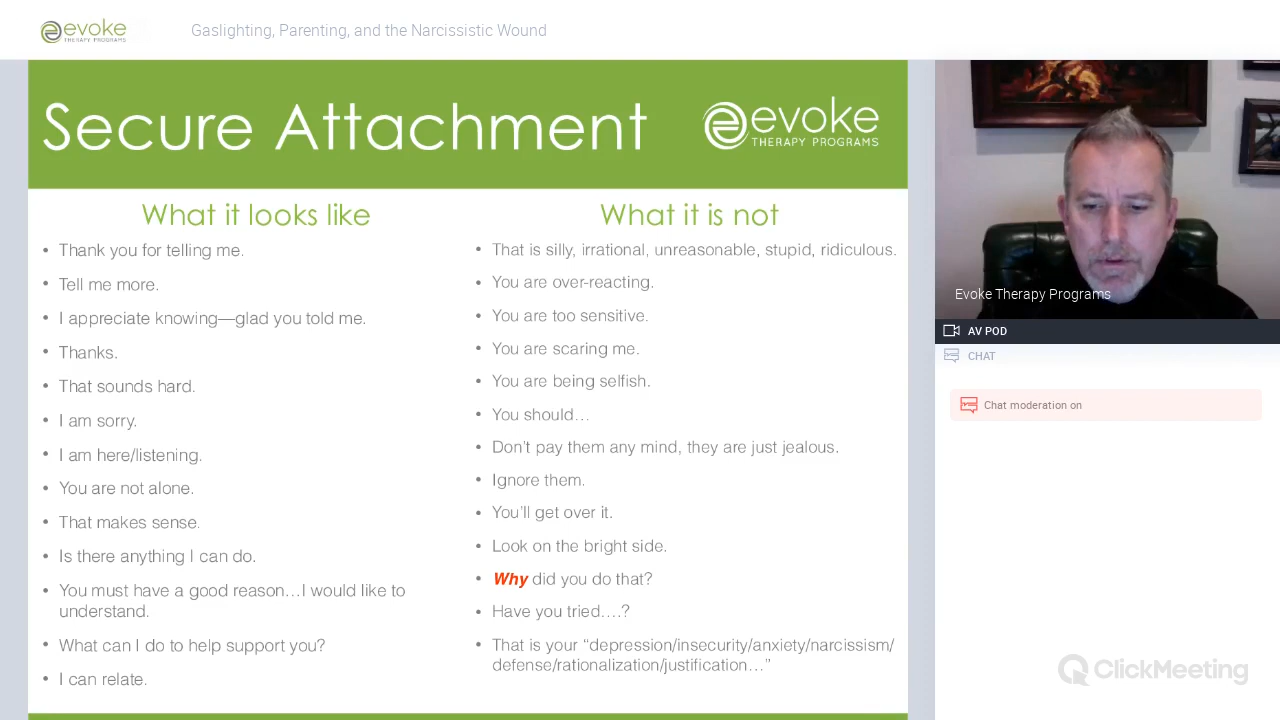 evoke
THERAPY PROGRAMS
Gaslighting, Parenting, and the Narcissistic Wound
Secure Attachment
evoke
THERAPY PROGRAMS
What it looks like
• Thank you for telling me.
• Tell me more.
• I appreciate knowing—glad you told me.
• Thanks.
• That sounds hard.
• I am sorry.
• I am here/listening.
• You are not alone.
• That makes sense.
• Is there anything I can do.
• You must have a good reason…I would like to
understand.
• What can I do to help support you?
• I can relate.
What it is not
• That is silly, irrational, unreasonable, stupid, ridiculous.
• You are over-reacting.
• You are too sensitive.
• You are scaring me.
• You are being selfish.
• You should…
• Don't pay them any mind, they are just jealous.
• Ignore them.
• You'll get over it.
• Look on the bright side.
• Why did you do that?
• Have you tried….?
• That is your “depression/insecurity/anxiety/narcissism/
defense/rationalization/justification…”
Evoke Therapy Programs
AV POD
CHAT
Chat moderation on
ClickMeeting